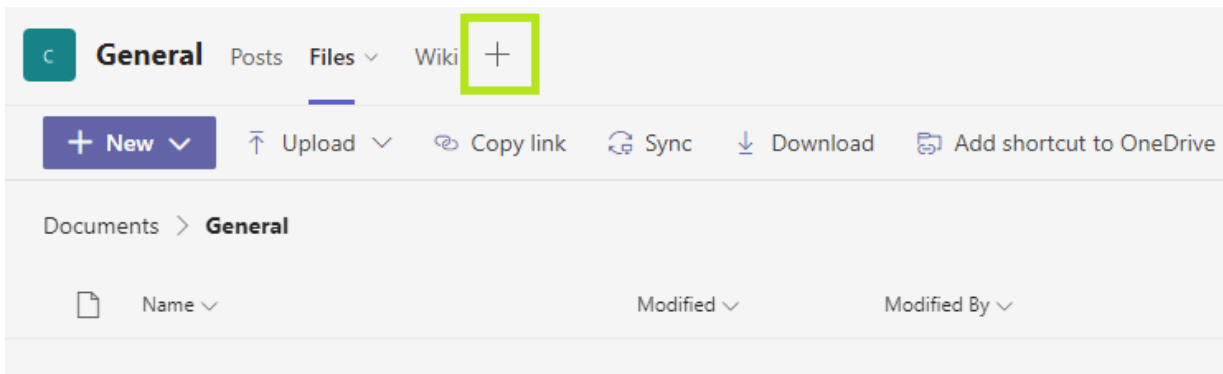 C General Posts Files Wiki +
+ New Upload Copy link Sync Download Add shortcut to OneDrive
Documents > General
Name Modified Modified By